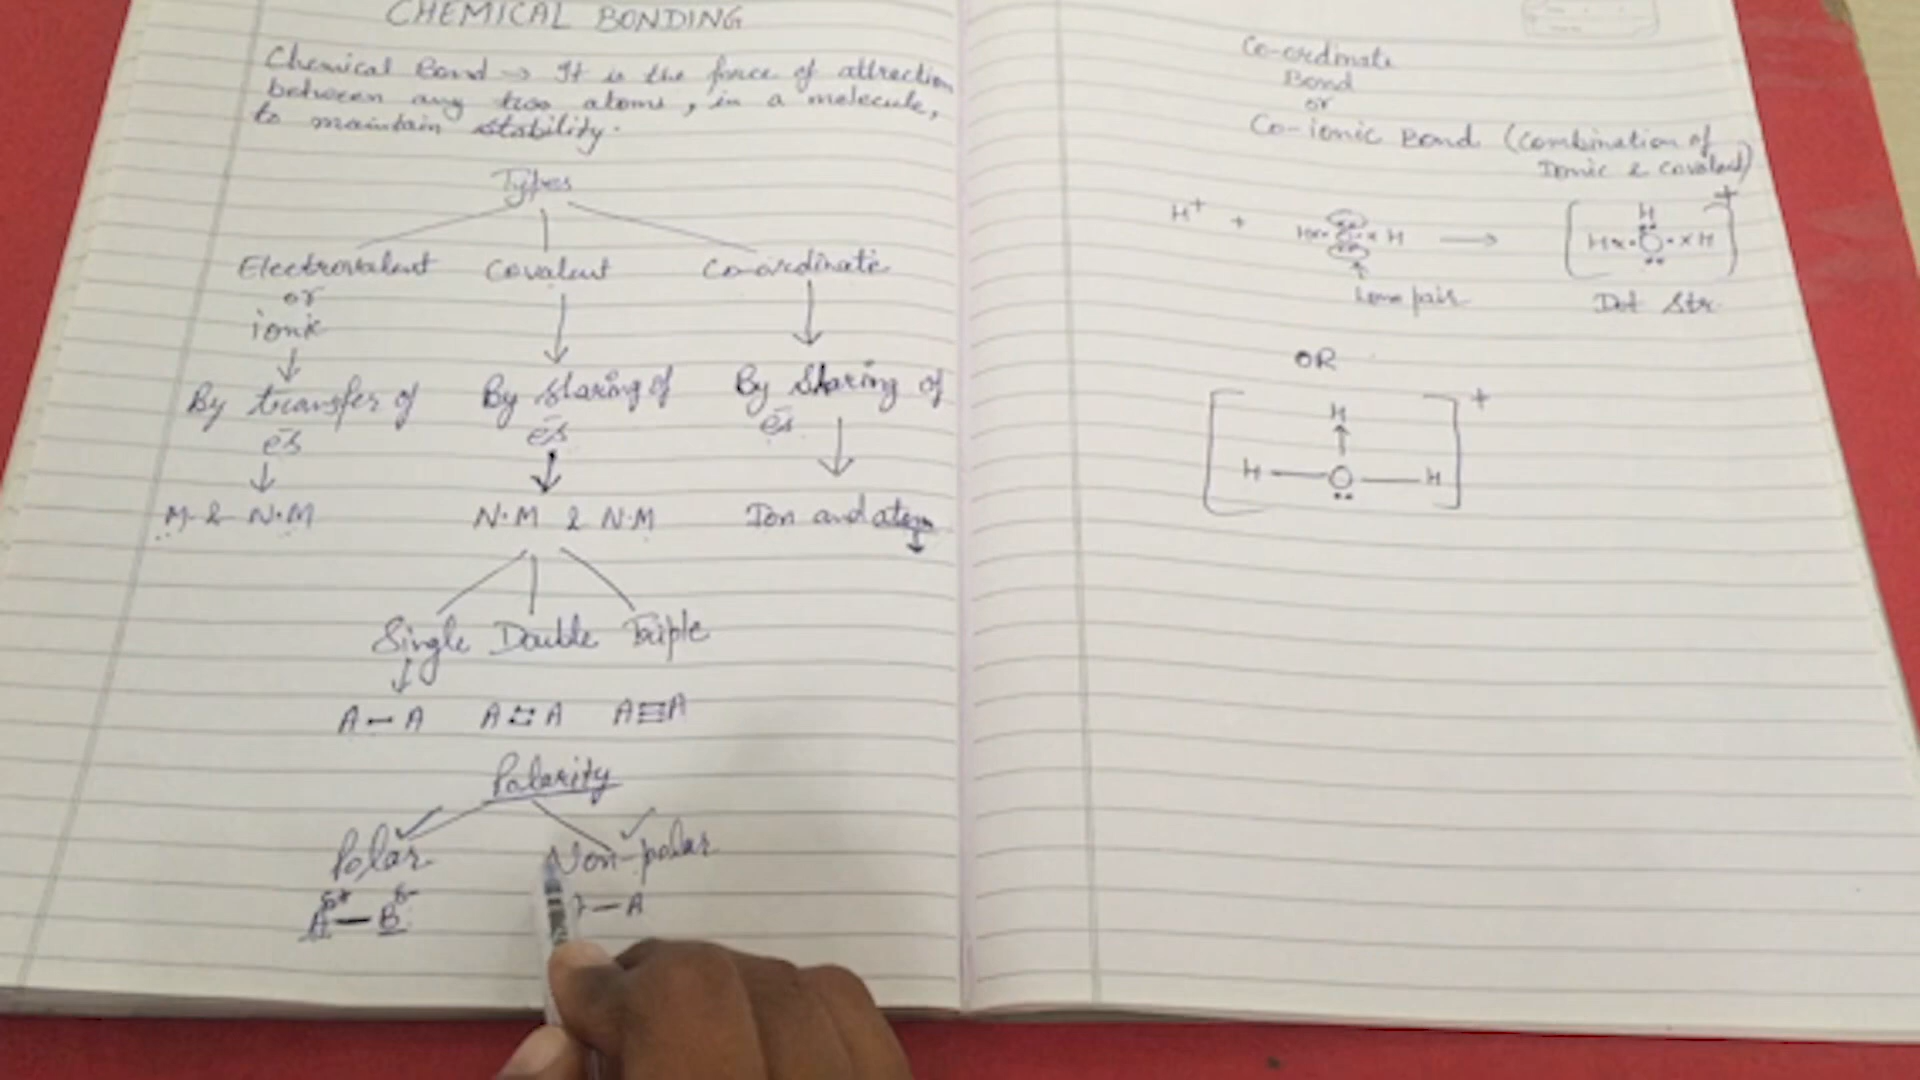 CHEMICAL BONDING
Chemical Bond → It is the force of attraction
between any two atoms, in a molecule,
to maintain stability.
Types
Electrovalent Covalent Co-ordinate
or
ionic
By transfer of By sharing of By sharing of
es̄ es̄ es̄
M & N.M N.M & N.M Ion and atom
Single Double Triple
A — A A = A A ≡ A
Polarity
Polar Non-polar
A^δ+ — B^δ- — A
Co-ordinate
Bond
or
Co-ionic Bond (combination of
Ionic & covalent)
H⁺ + H x• O •x H → [H x• O •x H]⁺
H
Lone pair Dot Str
OR
[ ]⁺
H
↑
H — O — H